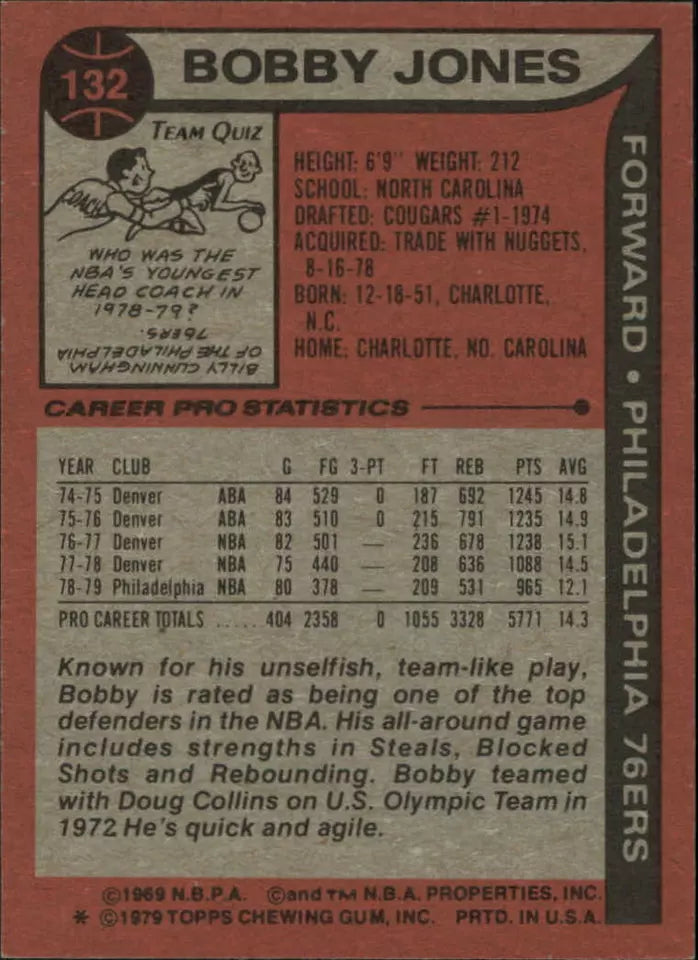 132
BOBBY JONES
TEAM QUIZ
COACH
WHO WAS THE
NBA'S YOUNGEST
HEAD COACH IN
1978-79?
BILLY CUNNINGHAM
OF THE PHILADELPHIA
76ERS.
HEIGHT: 6'9" WEIGHT: 212
SCHOOL: NORTH CAROLINA
DRAFTED: COUGARS #1-1974
ACQUIRED: TRADE WITH NUGGETS,
8-16-78
BORN: 12-18-51, CHARLOTTE,
N.C.
HOME: CHARLOTTE, NO. CAROLINA
FORWARD • PHILADELPHIA 76ERS
CAREER PRO STATISTICS
YEAR CLUB G FG 3-PT FT REB PTS AVG
74-75 Denver ABA 84 529 0 187 692 1245 14.8
75-76 Denver ABA 83 510 0 215 791 1235 14.9
76-77 Denver NBA 82 501 — 236 678 1238 15.1
77-78 Denver NBA 75 440 — 208 636 1088 14.5
78-79 Philadelphia NBA 80 378 — 209 531 965 12.1
PRO CAREER TOTALS ..... 404 2358 0 1055 3328 5771 14.3
Known for his unselfish, team-like play,
Bobby is rated as being one of the top
defenders in the NBA. His all-around game
includes strengths in Steals, Blocked
Shots and Rebounding. Bobby teamed
with Doug Collins on U.S. Olympic Team in
1972 He's quick and agile.
©1969 N.B.P.A. ©and TM N.B.A. PROPERTIES, INC.
* ©1979 TOPPS CHEWING GUM, INC. PRTD. IN U.S.A.